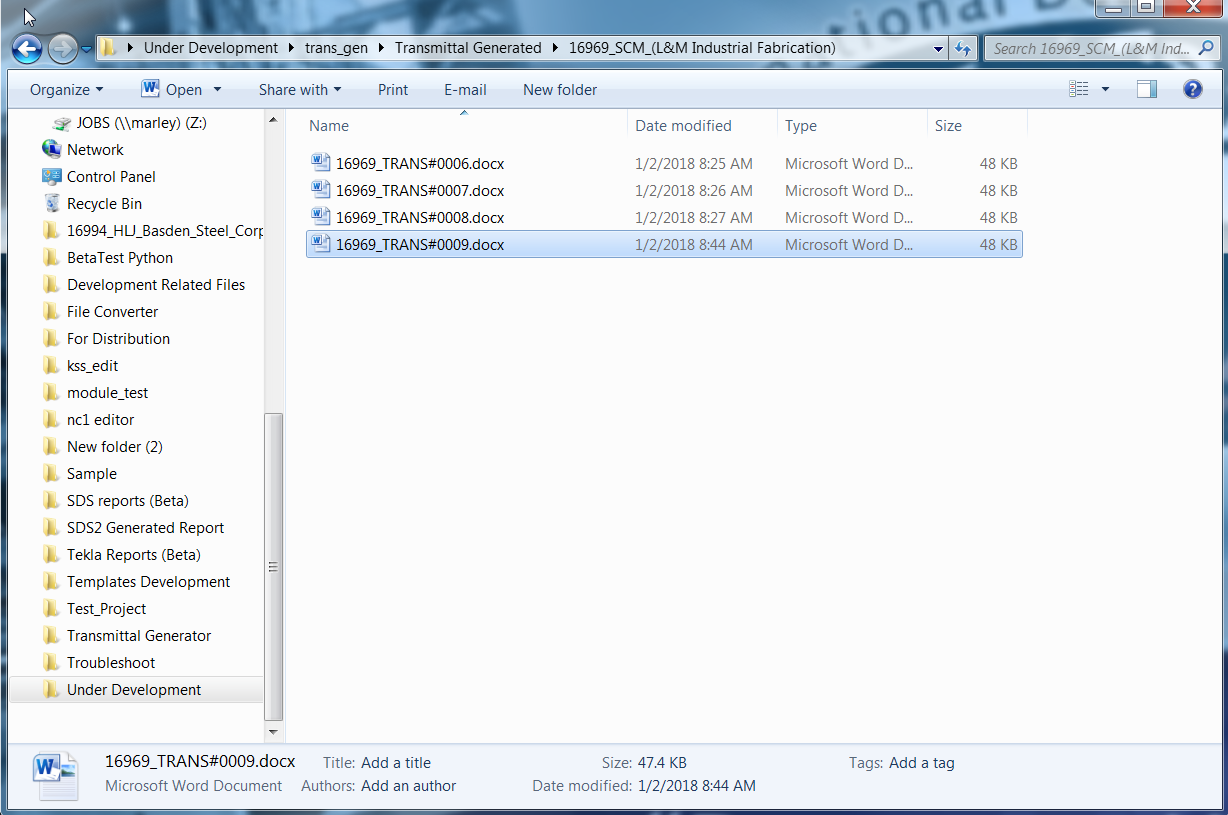 Under Development trans_gen Transmittal Generated 16969_SCM_(L&M Industrial Fabrication) Search 16969_SCM_(L&M Ind...
Organize Open Share with Print E-mail New folder
Name Date modified Type Size
JOBS (\\marley) (Z:)
Network
Control Panel
Recycle Bin
16994_HLJ_Basden_Steel_Corp
BetaTest Python
Development Related Files
File Converter
For Distribution
kss_edit
module_test
nc1 editor
New folder (2)
Sample
SDS reports (Beta)
SDS2 Generated Report
Tekla Reports (Beta)
Templates Development
Test_Project
Transmittal Generator
Troubleshoot
Under Development
16969_TRANS#0006.docx 1/2/2018 8:25 AM Microsoft Word D... 48 KB
16969_TRANS#0007.docx 1/2/2018 8:26 AM Microsoft Word D... 48 KB
16969_TRANS#0008.docx 1/2/2018 8:27 AM Microsoft Word D... 48 KB
16969_TRANS#0009.docx 1/2/2018 8:44 AM Microsoft Word D... 48 KB
16969_TRANS#0009.docx Title: Add a title Size: 47.4 KB Tags: Add a tag
Microsoft Word Document Authors: Add an author Date modified: 1/2/2018 8:44 AM